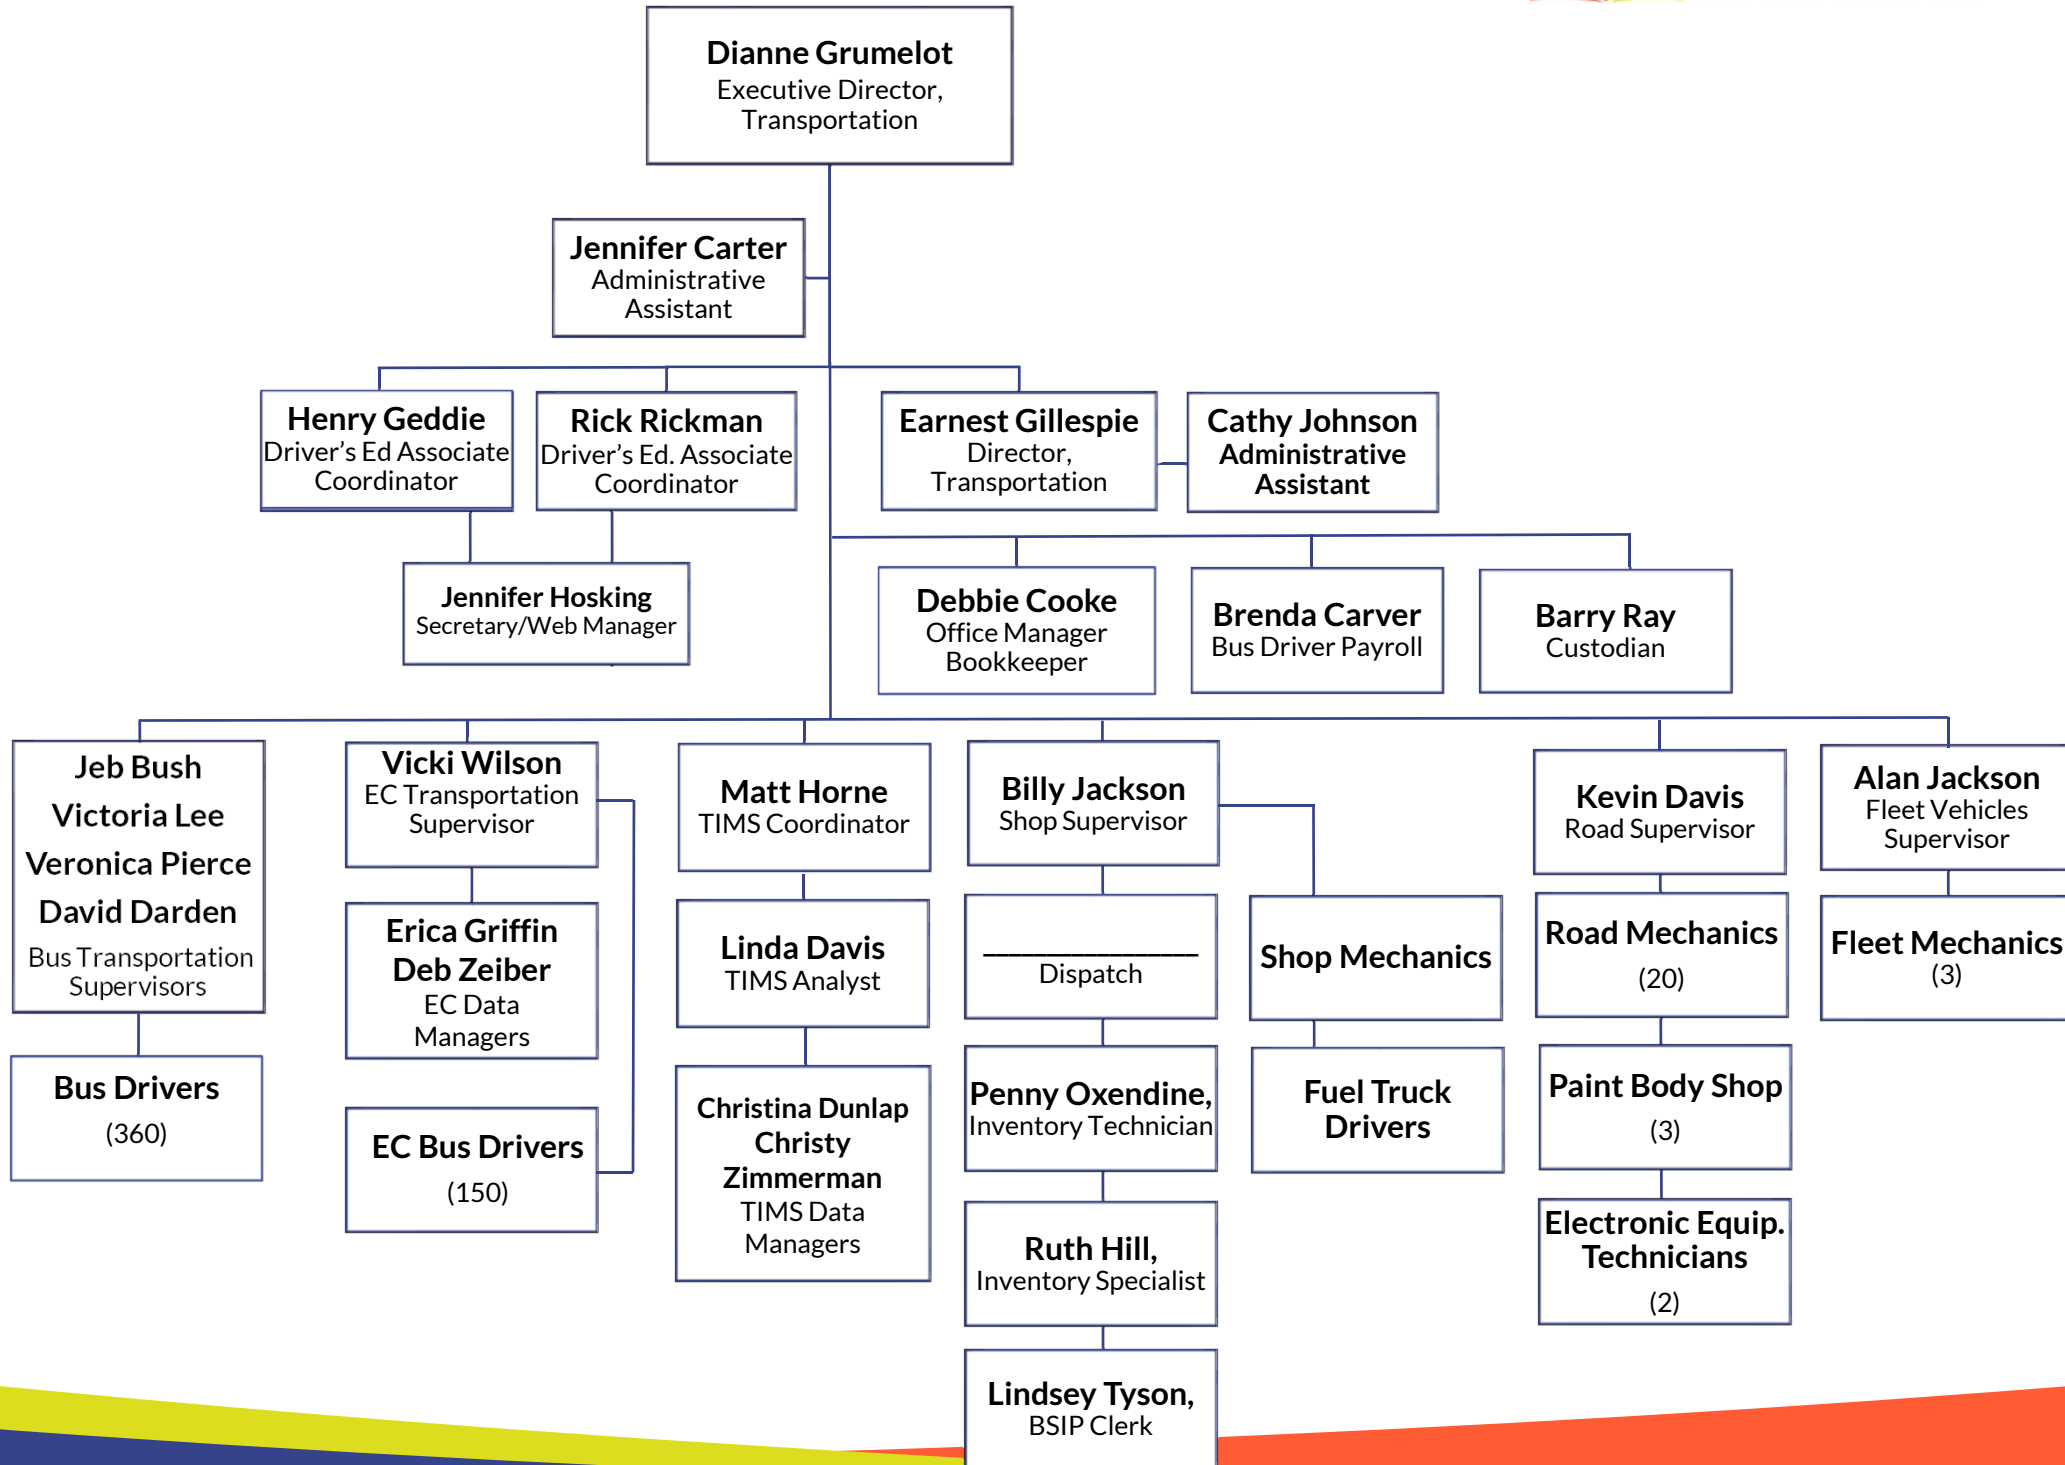 Dianne Grumelot
Executive Director,
Transportation
Jennifer Carter
Administrative
Assistant
Henry Geddie
Driver’s Ed Associate
Coordinator
Rick Rickman
Driver’s Ed. Associate
Coordinator
Earnest Gillespie
Director,
Transportation
Cathy Johnson
Administrative
Assistant
Jennifer Hosking
Secretary/Web Manager
Debbie Cooke
Office Manager
Bookkeeper
Brenda Carver
Bus Driver Payroll
Barry Ray
Custodian
Jeb Bush
Victoria Lee
Veronica Pierce
David Darden
Bus Transportation
Supervisors
Bus Drivers
(360)
Vicki Wilson
EC Transportation
Supervisor
Erica Griffin
Deb Zeiber
EC Data
Managers
EC Bus Drivers
(150)
Matt Horne
TIMS Coordinator
Linda Davis
TIMS Analyst
Christina Dunlap
Christy
Zimmerman
TIMS Data
Managers
Billy Jackson
Shop Supervisor
________________
Dispatch
Penny Oxendine,
Inventory Technician
Ruth Hill,
Inventory Specialist
Lindsey Tyson,
BSIP Clerk
Shop Mechanics
Fuel Truck
Drivers
Kevin Davis
Road Supervisor
Road Mechanics
(20)
Paint Body Shop
(3)
Electronic Equip.
Technicians
(2)
Alan Jackson
Fleet Vehicles
Supervisor
Fleet Mechanics
(3)